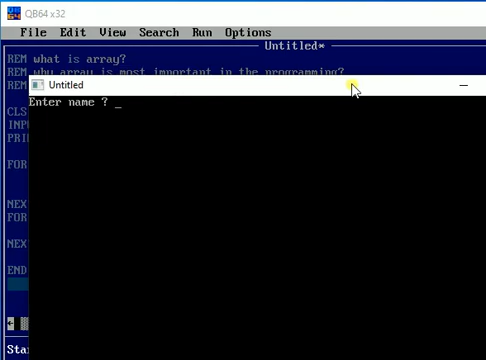 QB64 x32
File Edit View Search Run Options
Untitled*
REM what is array?
REM why array is most important in the programming?
REM
Untitled
Enter name ? _
CLS
INP
PRI
FOR
NEX
FOR
NEX
END
Sta